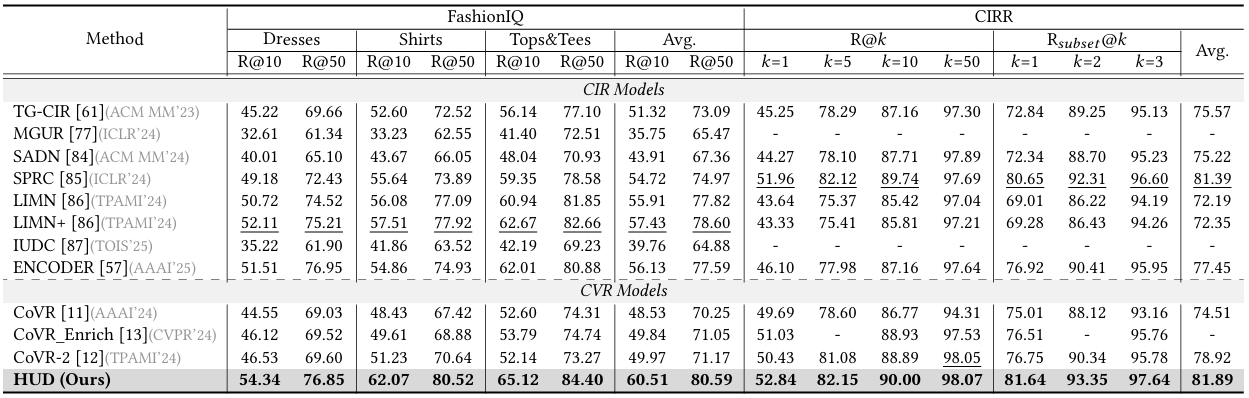 FashionIQ CIRR
Method Dresses Shirts Tops&Tees Avg. R@k R_subset@k Avg.
R@10 R@50 R@10 R@50 R@10 R@50 R@10 R@50 k=1 k=5 k=10 k=50 k=1 k=2 k=3
CIR Models
TG-CIR [61](ACM MM'23) 45.22 69.66 52.60 72.52 56.14 77.10 51.32 73.09 45.25 78.29 87.16 97.30 72.84 89.25 95.13 75.57
MGUR [77](ICLR'24) 32.61 61.34 33.23 62.55 41.40 72.51 35.75 65.47 - - - - - - - -
SADN [84](ACM MM'24) 40.01 65.10 43.67 66.05 48.04 70.93 43.91 67.36 44.27 78.10 87.71 97.89 72.34 88.70 95.23 75.22
SPRC [85](ICLR'24) 49.18 72.43 55.64 73.89 59.35 78.58 54.72 74.97 51.96 82.12 89.74 97.69 80.65 92.31 96.60 81.39
LIMN [86](TPAMI'24) 50.72 74.52 56.08 77.09 60.94 81.85 55.91 77.82 43.64 75.37 85.42 97.04 69.01 86.22 94.19 72.19
LIMN+ [86](TPAMI'24) 52.11 75.21 57.51 77.92 62.67 82.66 57.43 78.60 43.33 75.41 85.81 97.21 69.28 86.43 94.26 72.35
IUDC [87](TOIS'25) 35.22 61.90 41.86 63.52 42.19 69.23 39.76 64.88 - - - - - - - -
ENCODER [57](AAAI'25) 51.51 76.95 54.86 74.93 62.01 80.88 56.13 77.59 46.10 77.98 87.16 97.64 76.92 90.41 95.95 77.45
CVR Models
CoVR [11](AAAI'24) 44.55 69.03 48.43 67.42 52.60 74.31 48.53 70.25 49.69 78.60 86.77 94.31 75.01 88.12 93.16 74.51
CoVR_Enrich [13](CVPR'24) 46.12 69.52 49.61 68.88 53.79 74.74 49.84 71.05 51.03 - 88.93 97.53 76.51 - 95.76 -
CoVR-2 [12](TPAMI'24) 46.53 69.60 51.23 70.64 52.14 73.27 49.97 71.17 50.43 81.08 88.89 98.05 76.75 90.34 95.78 78.92
HUD (Ours) 54.34 76.85 62.07 80.52 65.12 84.40 60.51 80.59 52.84 82.15 90.00 98.07 81.64 93.35 97.64 81.89